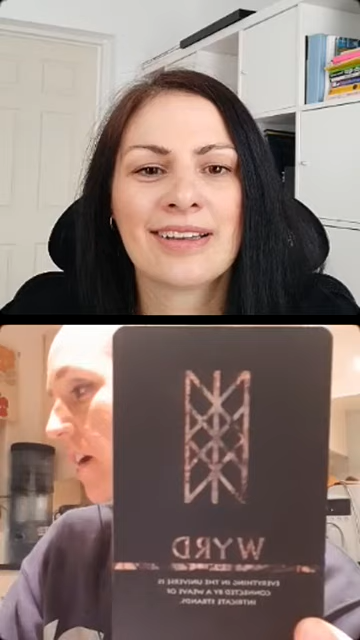 WYRD
EVERYTHING IN THE UNIVERSE IS
CONNECTED BY A WEAVE OF
INTRICATE STRANDS.